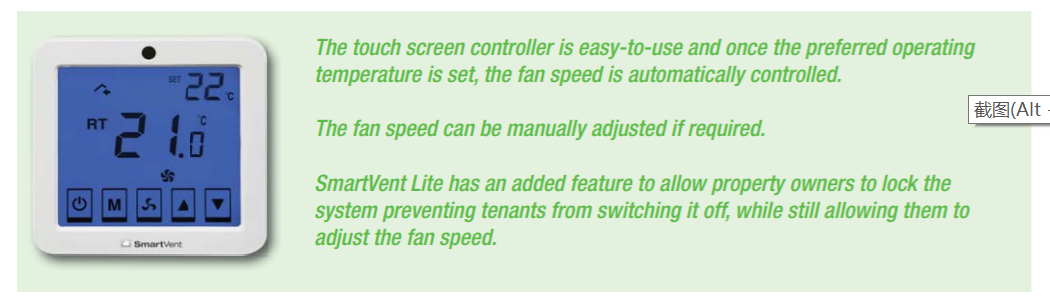 SET 22 °C
RT 21.0 °C
M
SmartVent
The touch screen controller is easy-to-use and once the preferred operating
temperature is set, the fan speed is automatically controlled.
The fan speed can be manually adjusted if required.
SmartVent Lite has an added feature to allow property owners to lock the
system preventing tenants from switching it off, while still allowing them to
adjust the fan speed.
截图(Alt